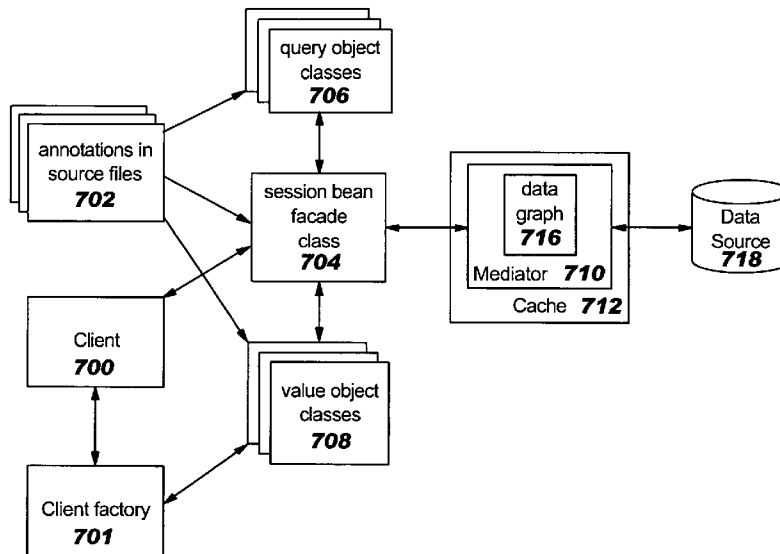 query object
classes
706
annotations in
source files
702
session bean
facade
class
704
data
graph
716
Mediator 710
Cache 712
Data
Source
718
Client
700
value object
classes
708
Client factory
701